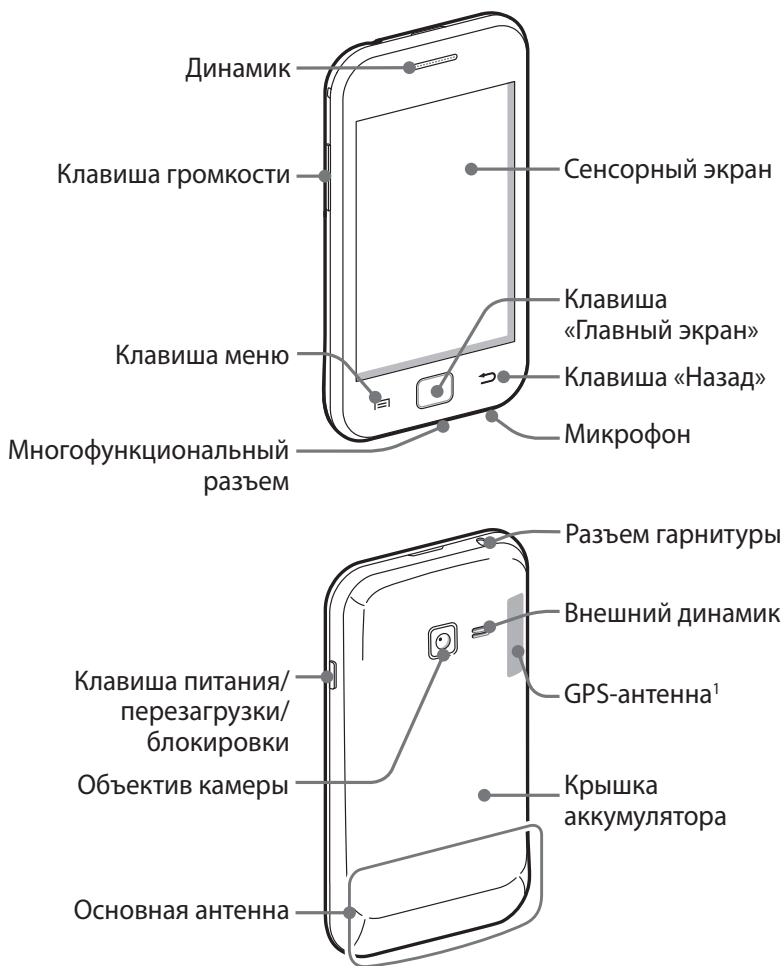 Динамик
Клавиша громкости
Сенсорный экран
Клавиша
«Главный экран»
Клавиша меню
Клавиша «Назад»
Микрофон
Многофункциональный
разъем
Разъем гарнитуры
Внешний динамик
Клавиша питания/
перезагрузки/
блокировки
GPS-антенна¹
Объектив камеры
Крышка
аккумулятора
Основная антенна